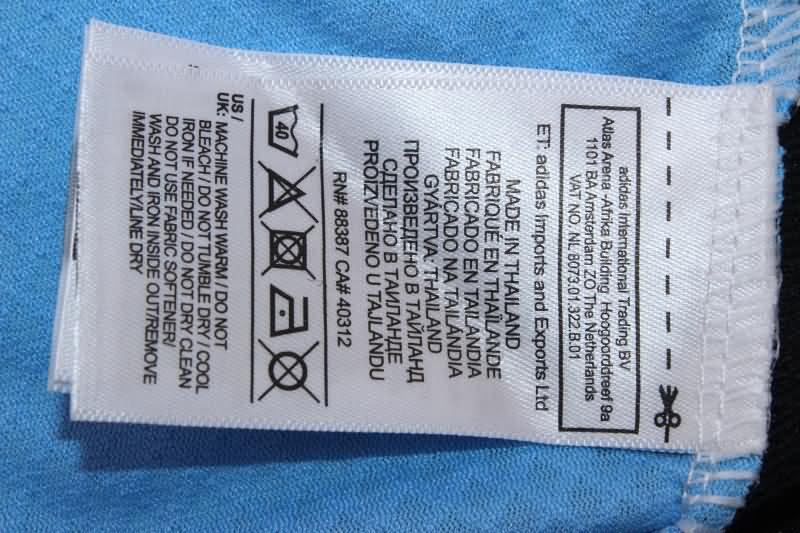 adidas International Trading BV
Atlas Arena -Afrika Building, Hoogoorddreef 9a
1101 BA Amsterdam ZO The Netherlands
VAT NO. NL 8073.01.322.B.01
ET: adidas Imports and Exports Ltd
MADE IN THAILAND
FABRIQUÉ EN THAÏLANDE
FABRICADO EN TAILANDIA
FABRICADO NA TAILÂNDIA
GYÁRTVA: THAILAND
ПРОИЗВЕДЕНО В ТАЙЛАНД
СДЕЛАНО В ТАИЛАНДЕ
PROIZVEDENO U TAJLANDU
RN# 88387 CA# 40312
40
US /
UK: MACHINE WASH WARM / DO NOT
BLEACH / DO NOT TUMBLE DRY / COOL
IRON IF NEEDED / DO NOT DRY CLEAN
DO NOT USE FABRIC SOFTENER/
WASH AND IRON INSIDE OUT/REMOVE
IMMEDIATELY/LINE DRY